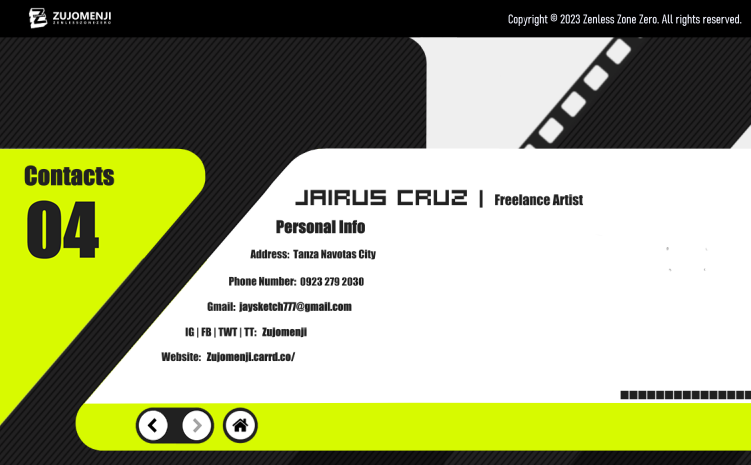 ZUJOMENJI
ZENLESSZONEZERO
Copyright © 2023 Zenless Zone Zero. All rights reserved.
Contacts
04
JAIRUS CRUZ | Freelance Artist
Personal Info
Address: Tanza Navotas City
Phone Number: 0923 279 2030
Gmail: jaysketch777@gmail.com
IG | FB | TWT | TT: Zujomenji
Website: Zujomenji.carrd.co/